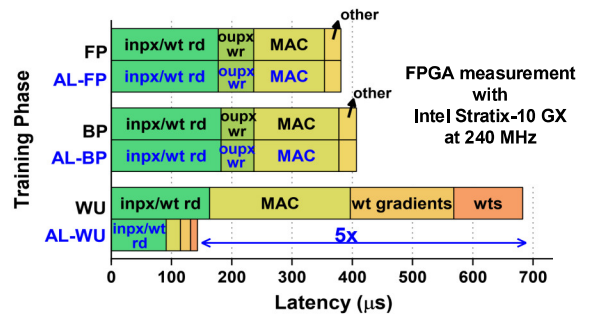 Training Phase
other
FP
inpx/wt rd
oupx
wr
MAC
AL-FP
inpx/wt rd
oupx
wr
MAC
FPGA measurement
with
Intel Stratix-10 GX
at 240 MHz
other
BP
inpx/wt rd
oupx
wr
MAC
AL-BP
inpx/wt rd
oupx
wr
MAC
WU
inpx/wt rd
MAC
wt gradients
wts
AL-WU
inpx/wt
rd
5x
0 100 200 300 400 500 600 700
Latency (μs)